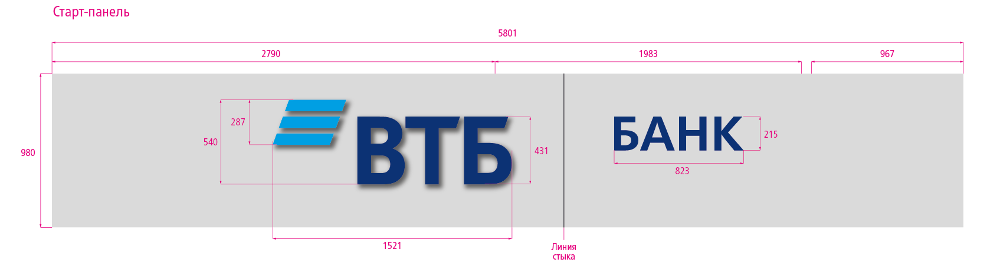 Старт-панель
5801
2790
1983
967
980
540
287
ВТБ
431
БАНК
215
823
1521
Линия
стыка